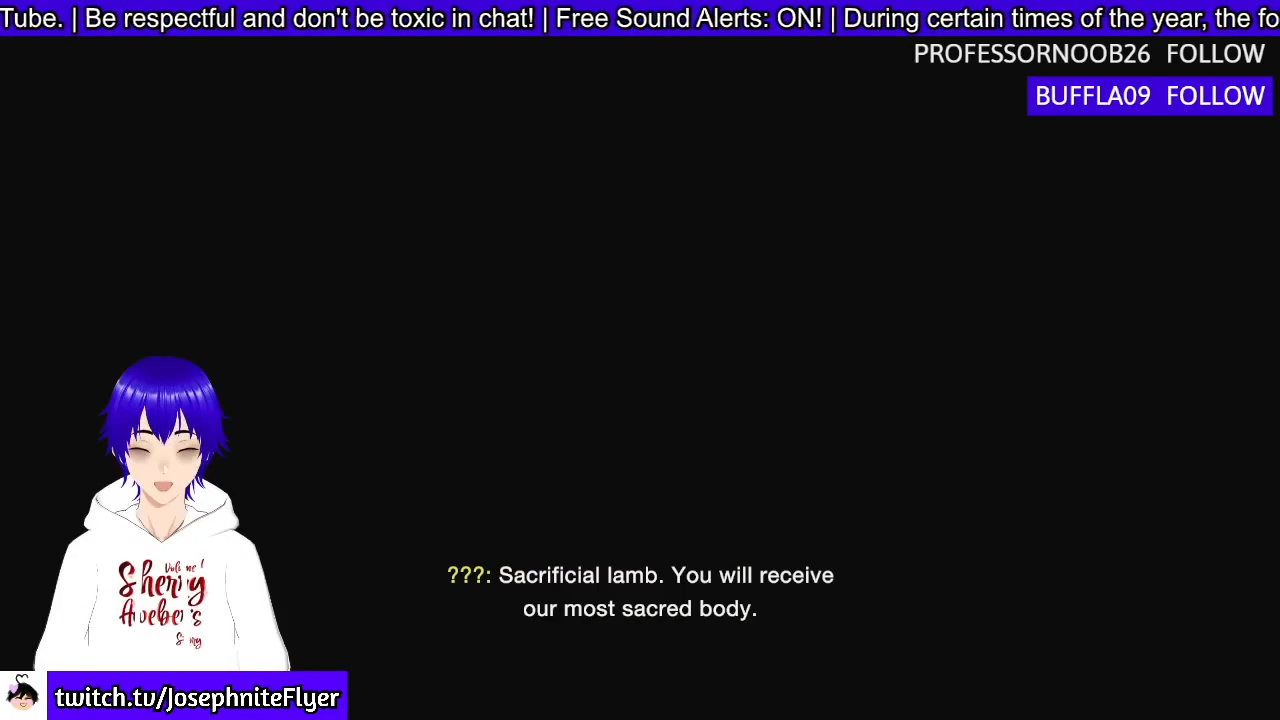 Tube. | Be respectful and don't be toxic in chat! | Free Sound Alerts: ON! | During certain times of the year, the fo
PROFESSORNOOB26 FOLLOW
BUFFLA09 FOLLOW
???: Sacrificial lamb. You will receive
our most sacred body.
Sherry
twitch.tv/JosephniteFlyer